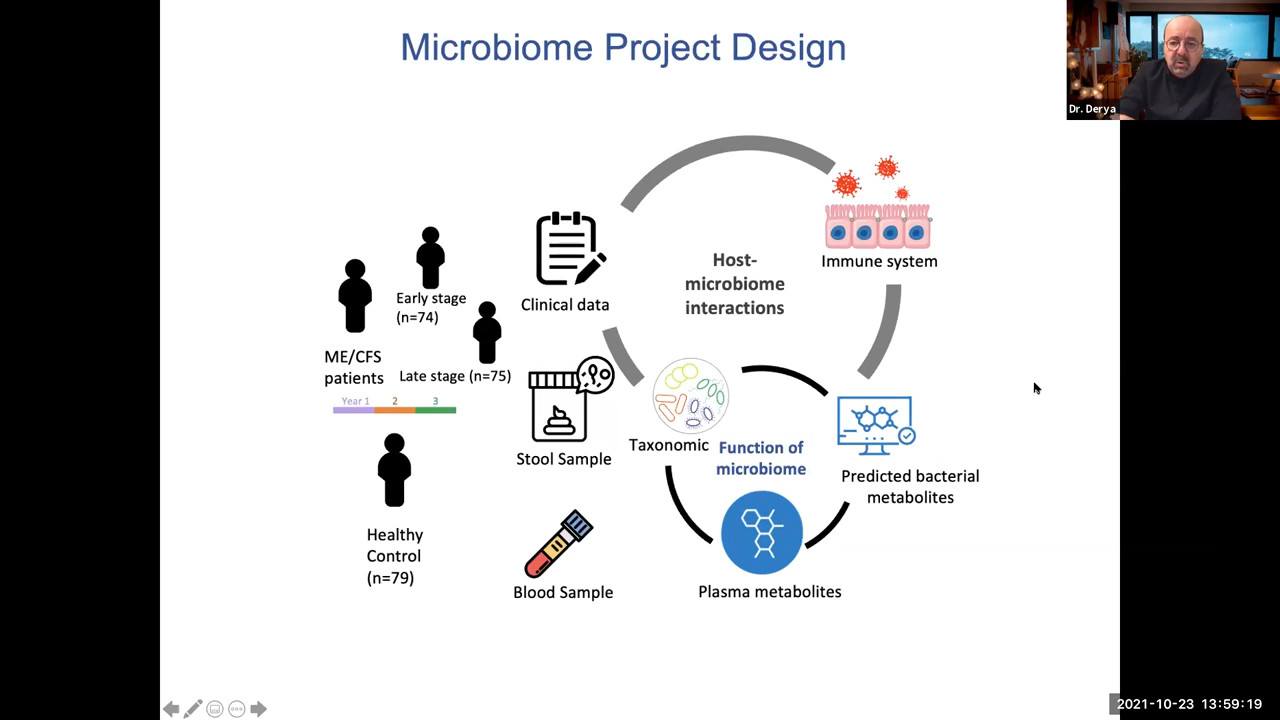 Microbiome Project Design
Dr. Derya
Host-
microbiome
interactions
Immune system
Clinical data
Early stage
(n=74)
ME/CFS
patients
Late stage (n=75)
Year 1 2 3
Stool Sample
Taxonomic
Function of
microbiome
Predicted bacterial
metabolites
Healthy
Control
(n=79)
Blood Sample
Plasma metabolites
2021-10-23 13:59:19